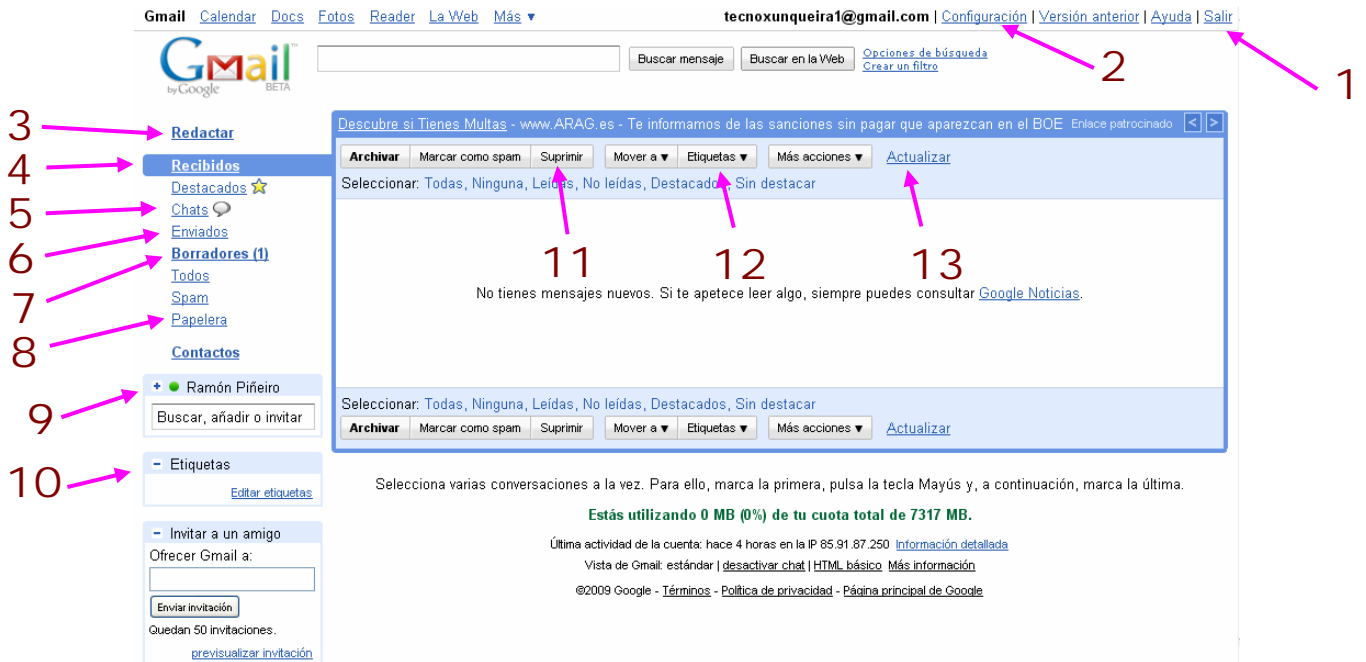 Gmail Calendar Docs Fotos Reader La Web Más ▼ tecnoxunqueira1@gmail.com | Configuración | Versión anterior | Ayuda | Salir
Gmail™ by Google BETA
Buscar mensaje Buscar en la Web Opciones de búsqueda
Crear un filtro
2
1
3 Redactar
Descubre si Tienes Multas - www.ARAG.es - Te informamos de las sanciones sin pagar que aparezcan en el BOE Enlace patrocinado < >
4 Recibidos
Archivar Marcar como spam Suprimir Mover a ▼ Etiquetas ▼ Más acciones ▼ Actualizar
Seleccionar: Todas, Ninguna, Leídas, No leídas, Destacados, Sin destacar
Destacados
5 Chats
6 Enviados
7 Borradores (1)
11 12 13
Todos
Spam
8 Papelera
No tienes mensajes nuevos. Si te apetece leer algo, siempre puedes consultar Google Noticias.
Contactos
9 + Ramón Piñeiro
Buscar, añadir o invitar
Seleccionar: Todas, Ninguna, Leídas, No leídas, Destacados, Sin destacar
Archivar Marcar como spam Suprimir Mover a ▼ Etiquetas ▼ Más acciones ▼ Actualizar
10 − Etiquetas
Editar etiquetas
Selecciona varias conversaciones a la vez. Para ello, marca la primera, pulsa la tecla Mayús y, a continuación, marca la última.
Estás utilizando 0 MB (0%) de tu cuota total de 7317 MB.
− Invitar a un amigo
Ofrecer Gmail a:
Enviar invitación
Quedan 50 invitaciones.
previsualizar invitación
Última actividad de la cuenta: hace 4 horas en la IP 85.91.87.250 Información detallada
Vista de Gmail: estándar | desactivar chat | HTML básico Más información
©2009 Google - Términos - Política de privacidad - Página principal de Google